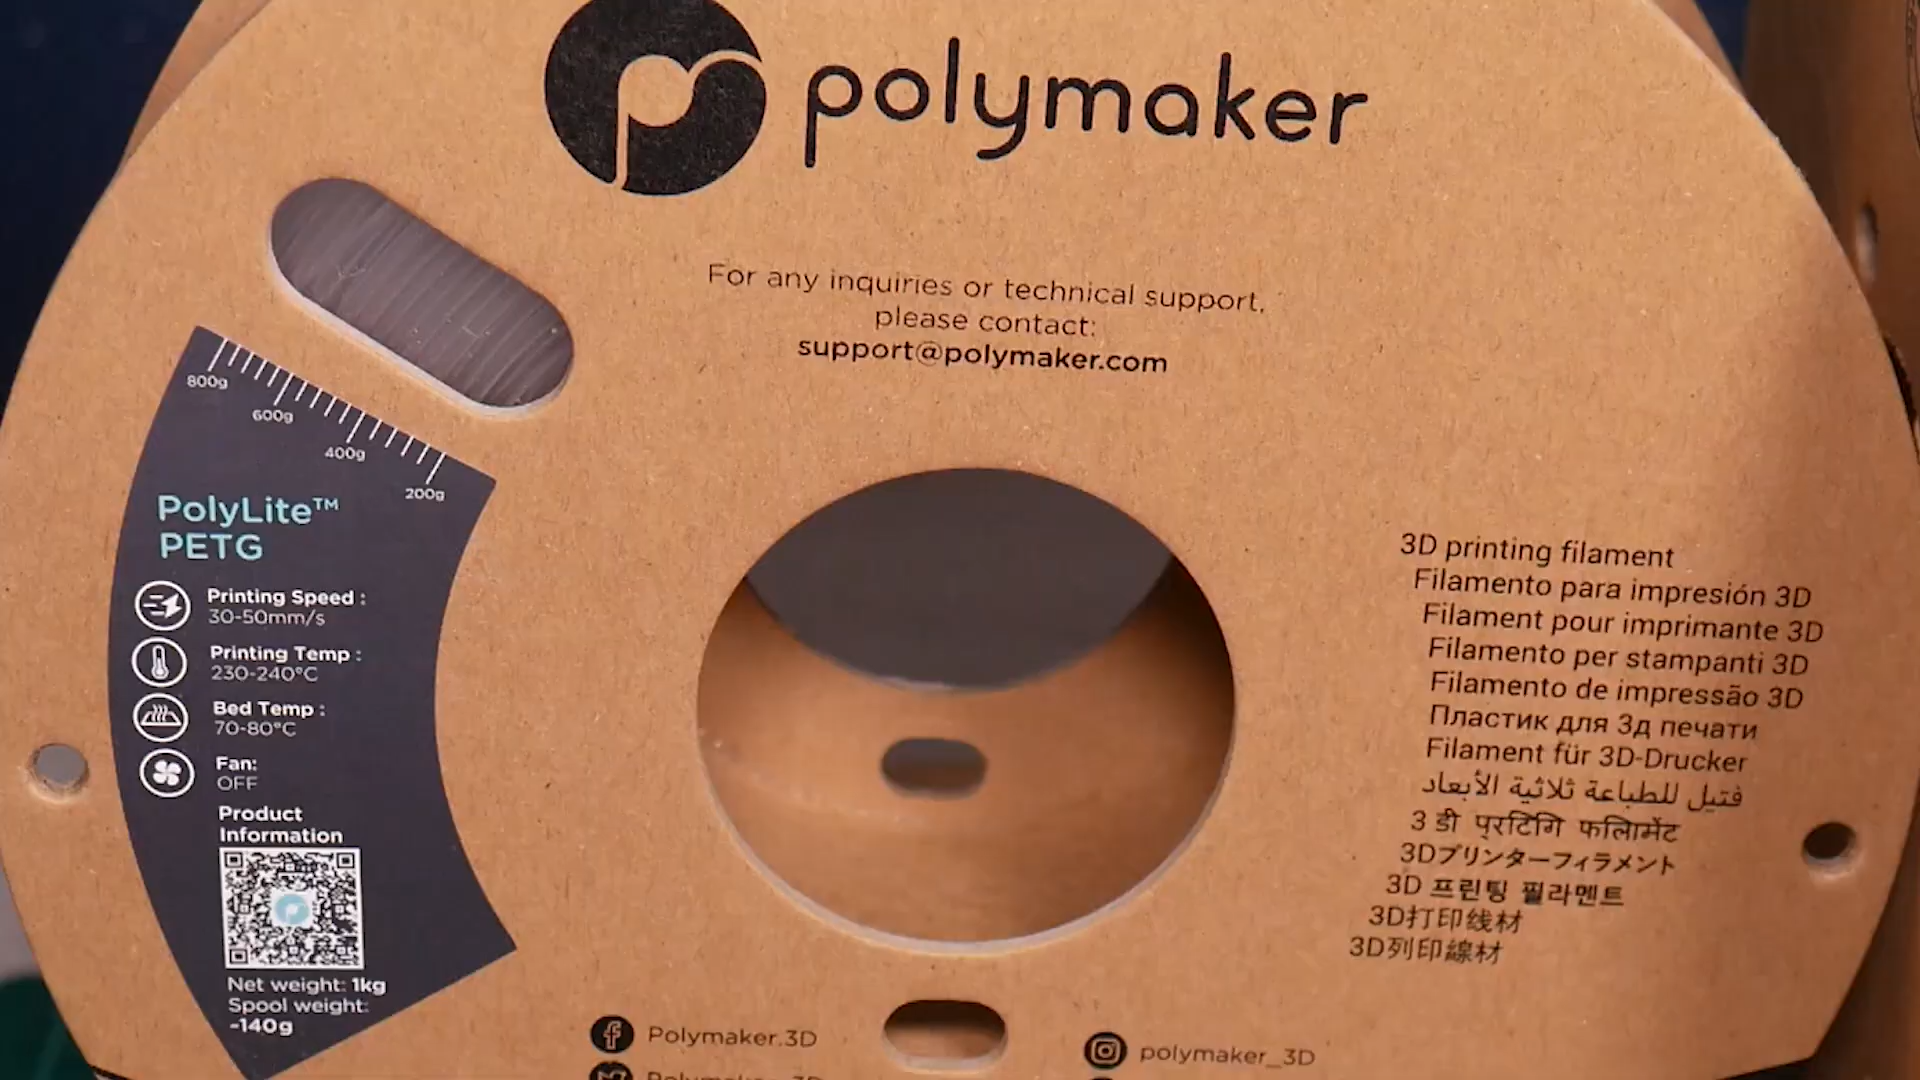 polymaker
For any inquiries or technical support,
please contact:
support@polymaker.com
800g
600g
400g
200g
PolyLite™
PETG
Printing Speed :
30-50mm/s
Printing Temp :
230-240°C
Bed Temp :
70-80°C
Fan:
OFF
Product
Information
Net weight: 1kg
Spool weight:
~140g
3D printing filament
Filamento para impresión 3D
Filament pour imprimante 3D
Filamento per stampanti 3D
Filamento de impressão 3D
Пластик для 3д печати
Filament für 3D-Drucker
فتيل للطباعة ثلاثية الأبعاد
3 डी प्रटिगि फलिामेंट
3Dプリンターフィラメント
3D 프린팅 필라멘트
3D打印线材
3D列印線材
Polymaker.3D
polymaker_3D